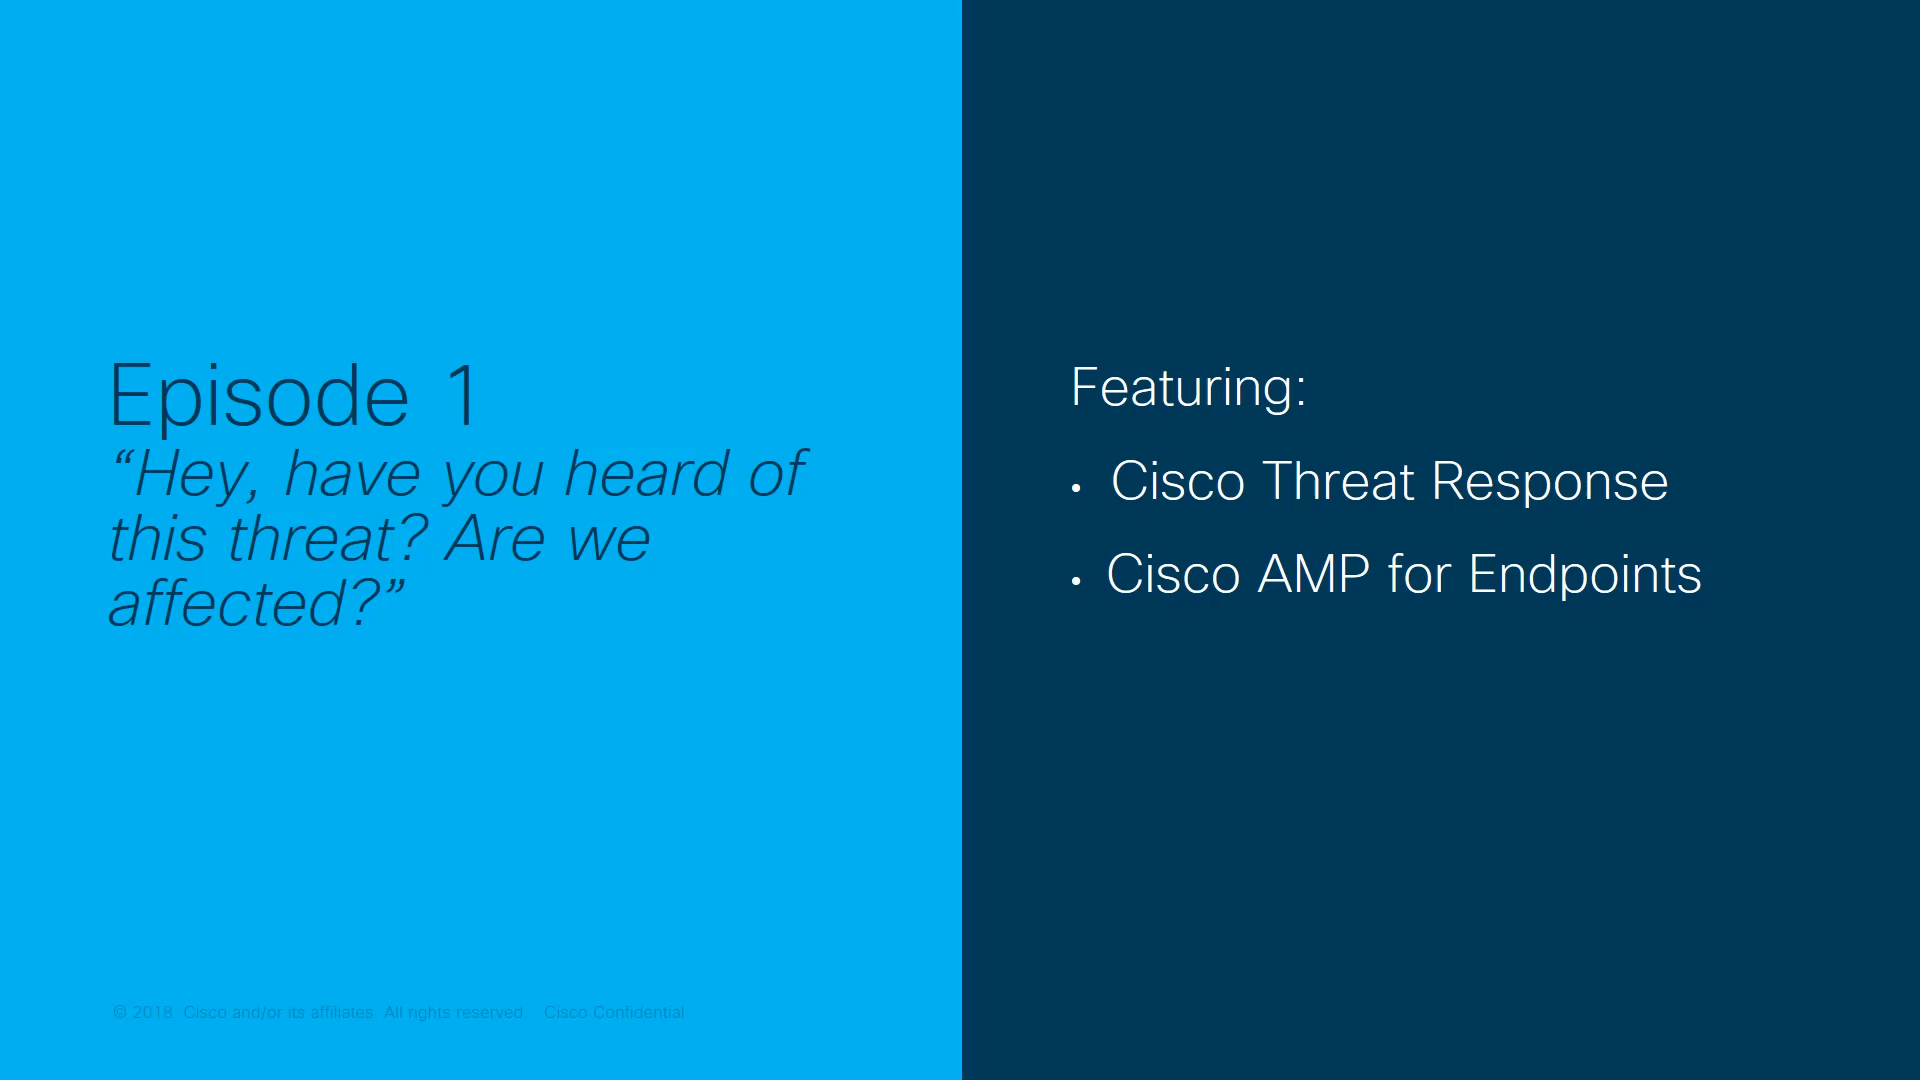 Episode 1
“Hey, have you heard of
this threat? Are we
affected?”
Featuring:
• Cisco Threat Response
• Cisco AMP for Endpoints
© 2018 Cisco and/or its affiliates. All rights reserved. Cisco Confidential